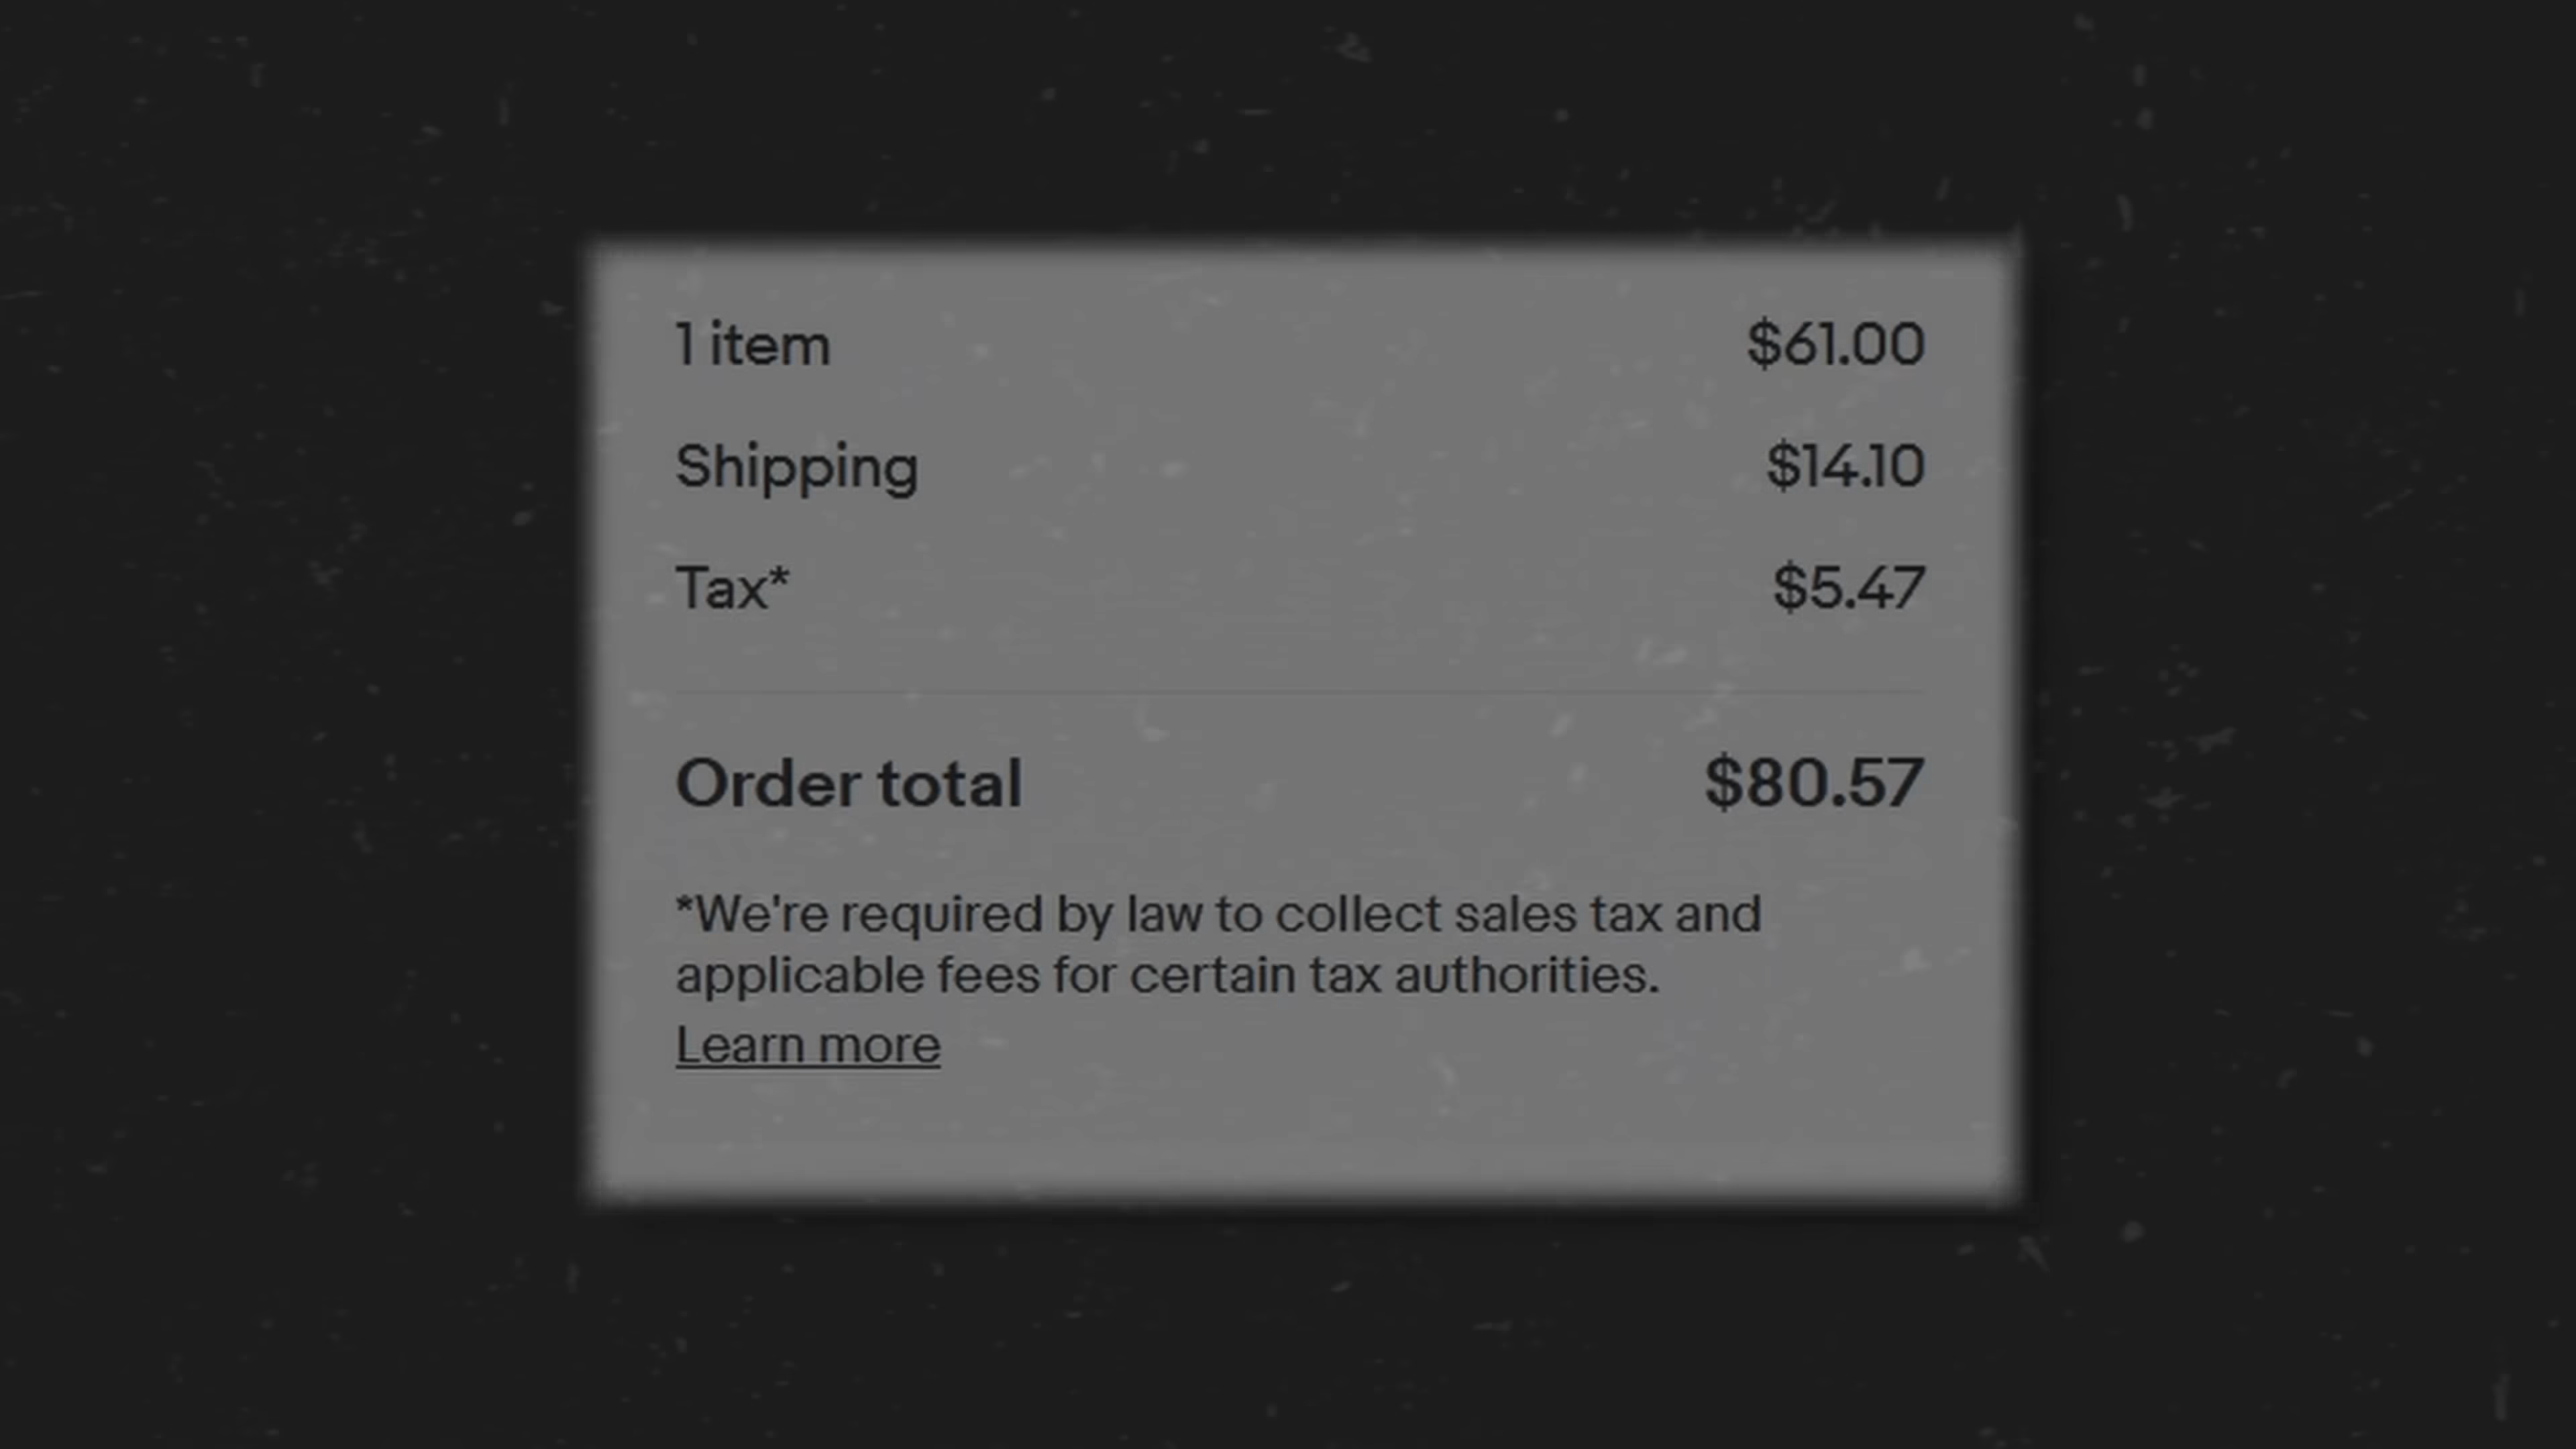 1 item $61.00
Shipping $14.10
Tax* $5.47
Order total $80.57
*We're required by law to collect sales tax and
applicable fees for certain tax authorities.
Learn more